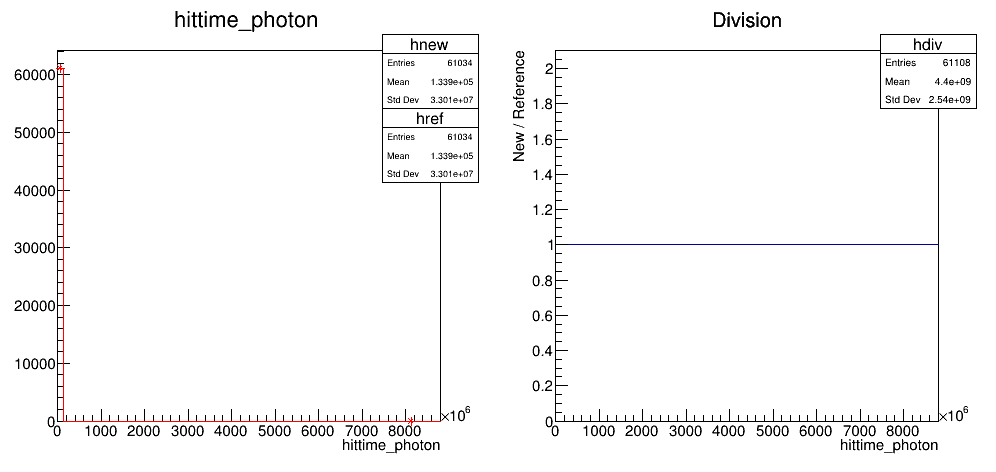 hittime_photon
hnew
Entries 61034
Mean 1.339e+05
Std Dev 3.301e+07
href
Entries 61034
Mean 1.339e+05
Std Dev 3.301e+07
60000
50000
40000
30000
20000
10000
0
0 1000 2000 3000 4000 5000 6000 7000 8000 ×10⁶
hittime_photon
Division
hdiv
Entries 61108
Mean 4.4e+09
Std Dev 2.54e+09
New / Reference
2
1.8
1.6
1.4
1.2
1
0.8
0.6
0.4
0.2
0
0 1000 2000 3000 4000 5000 6000 7000 8000 ×10⁶
hittime_photon